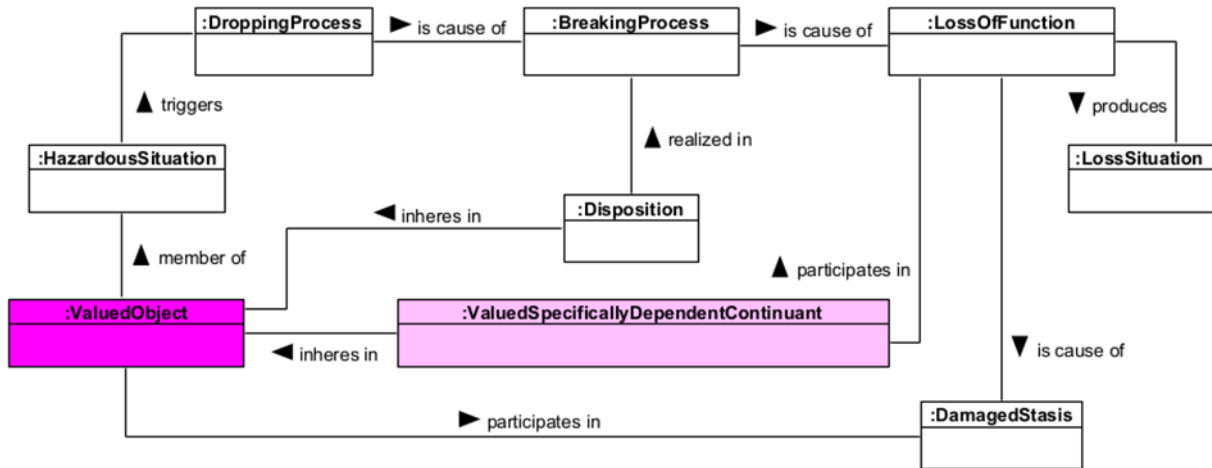 :DroppingProcess
is cause of
:BreakingProcess
is cause of
:LossOfFunction
triggers
realized in
produces
:HazardousSituation
:LossSituation
inheres in
:Disposition
member of
participates in
:ValuedObject
:ValuedSpecificallyDependentContinuant
inheres in
is cause of
participates in
:DamagedStasis